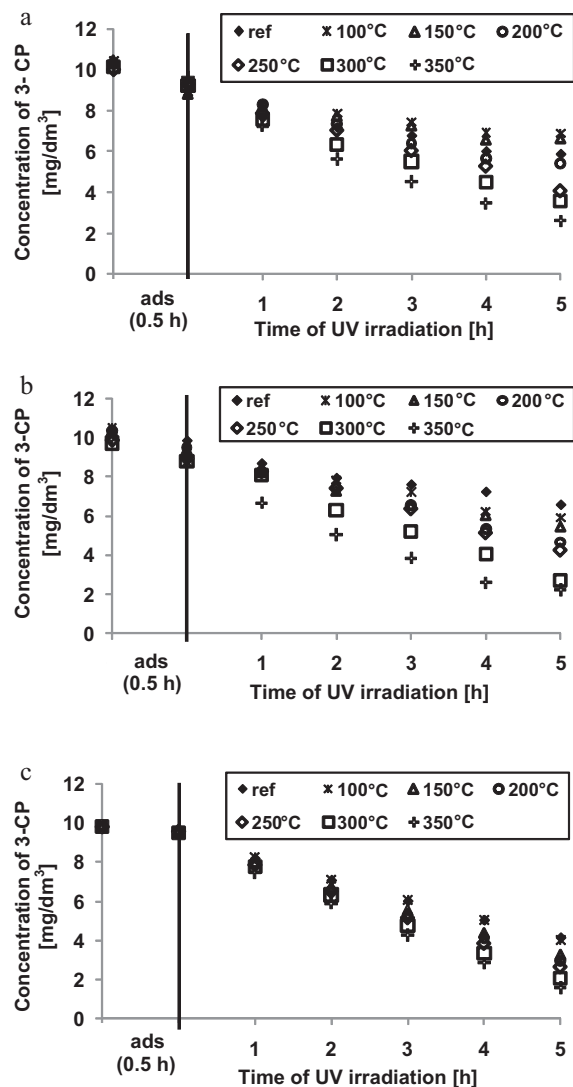 a
ref 100°C 150°C 200°C
250°C 300°C 350°C
Concentration of 3- CP
[mg/dm³]
12
10
8
6
4
2
0
ads
(0.5 h)
1 2 3 4 5
Time of UV irradiation [h]
b
ref 100°C 150°C 200°C
250°C 300°C 350°C
Concentration of 3-CP
[mg/dm³]
12
10
8
6
4
2
0
ads
(0.5 h)
1 2 3 4 5
Time of UV irradiation [h]
c
ref 100°C 150°C 200°C
250°C 300°C 350°C
Concentration of 3-CP
[mg/dm³]
12
10
8
6
4
2
0
ads
(0.5 h)
1 2 3 4 5
Time of UV irradiation [h]